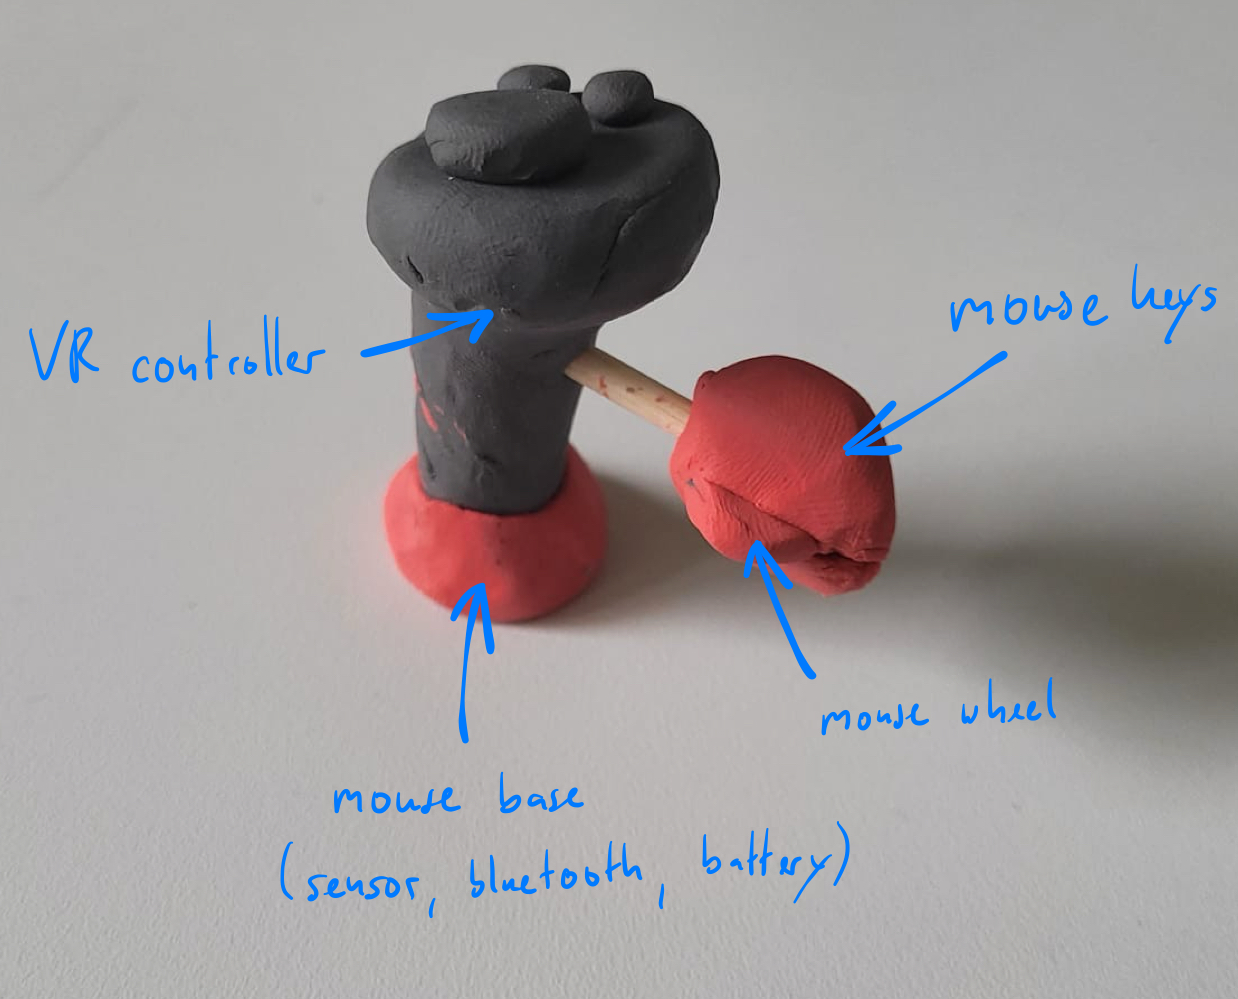 mouse keys
VR controller
mouse wheel
mouse base
(sensor, bluetooth, battery)